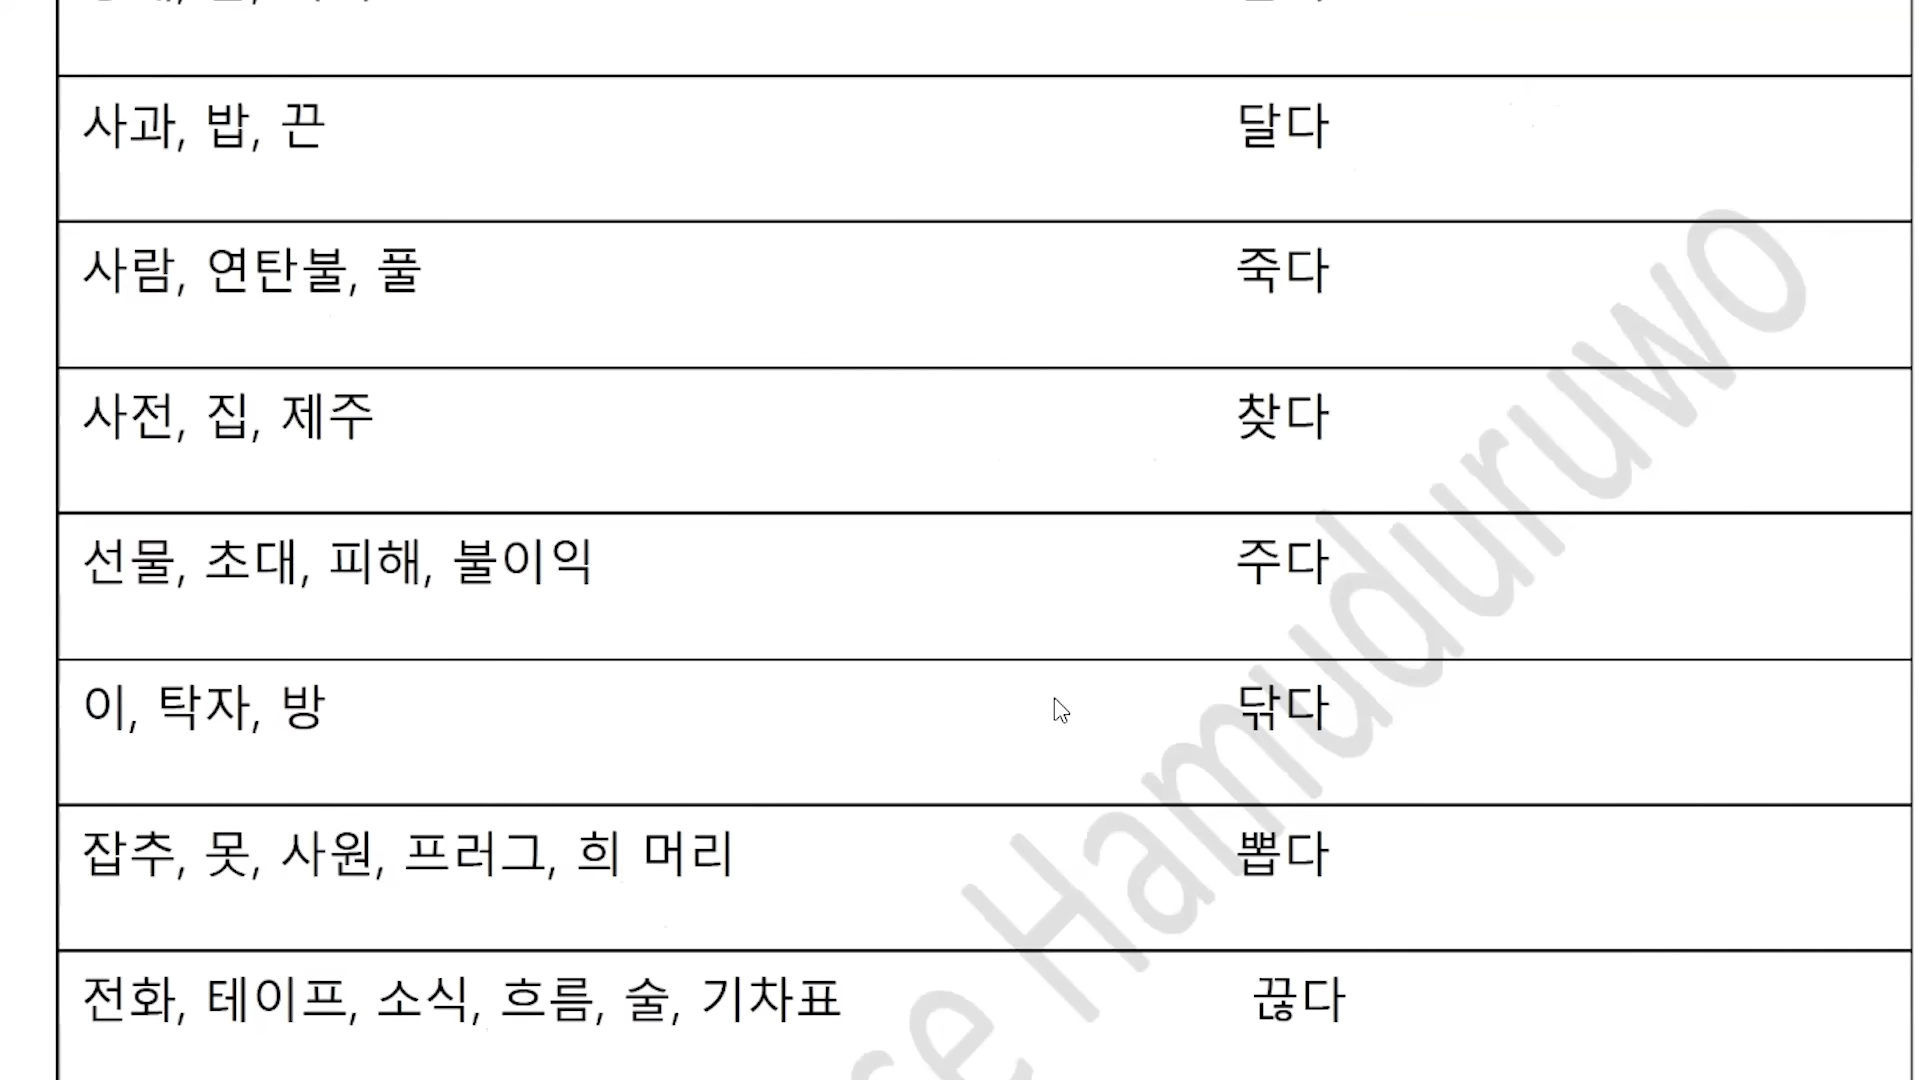 사과, 밥, 끈 달다
사람, 연탄불, 풀 죽다
사전, 집, 제주 찾다
선물, 초대, 피해, 불이익 주다
이, 탁자, 방 닦다
잡추, 못, 사원, 프러그, 희 머리 뽑다
전화, 테이프, 소식, 흐름, 술, 기차표 끊다
se Hamuduruwo